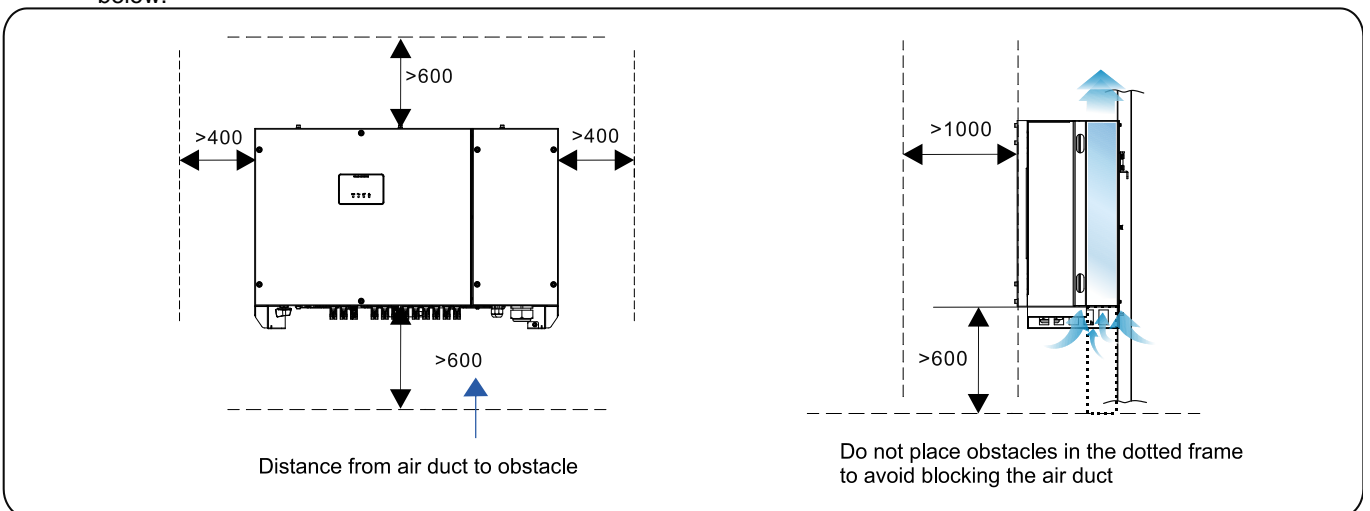 below.
>600
>400
>400
>600
Distance from air duct to obstacle
>1000
>600
Do not place obstacles in the dotted frame
to avoid blocking the air duct